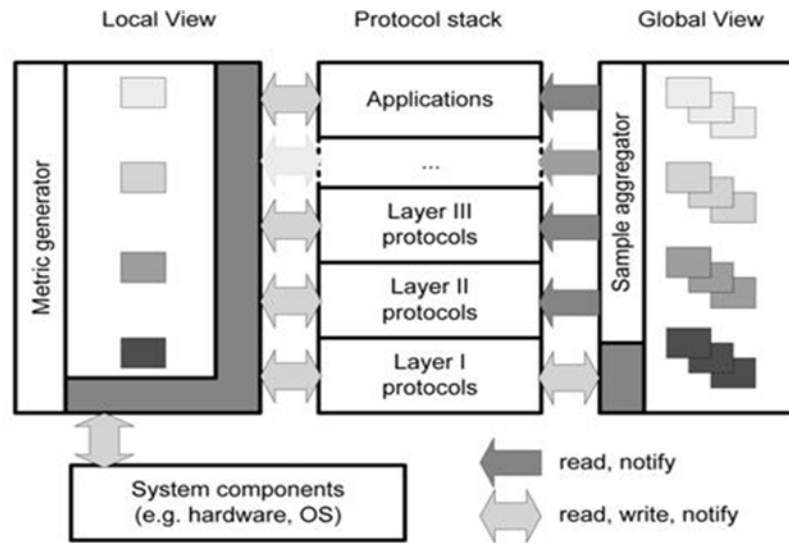 Local View
Protocol stack
Global View
Metric generator
Applications
...
Layer III
protocols
Layer II
protocols
Layer I
protocols
Sample aggregator
System components
(e.g. hardware, OS)
read, notify
read, write, notify